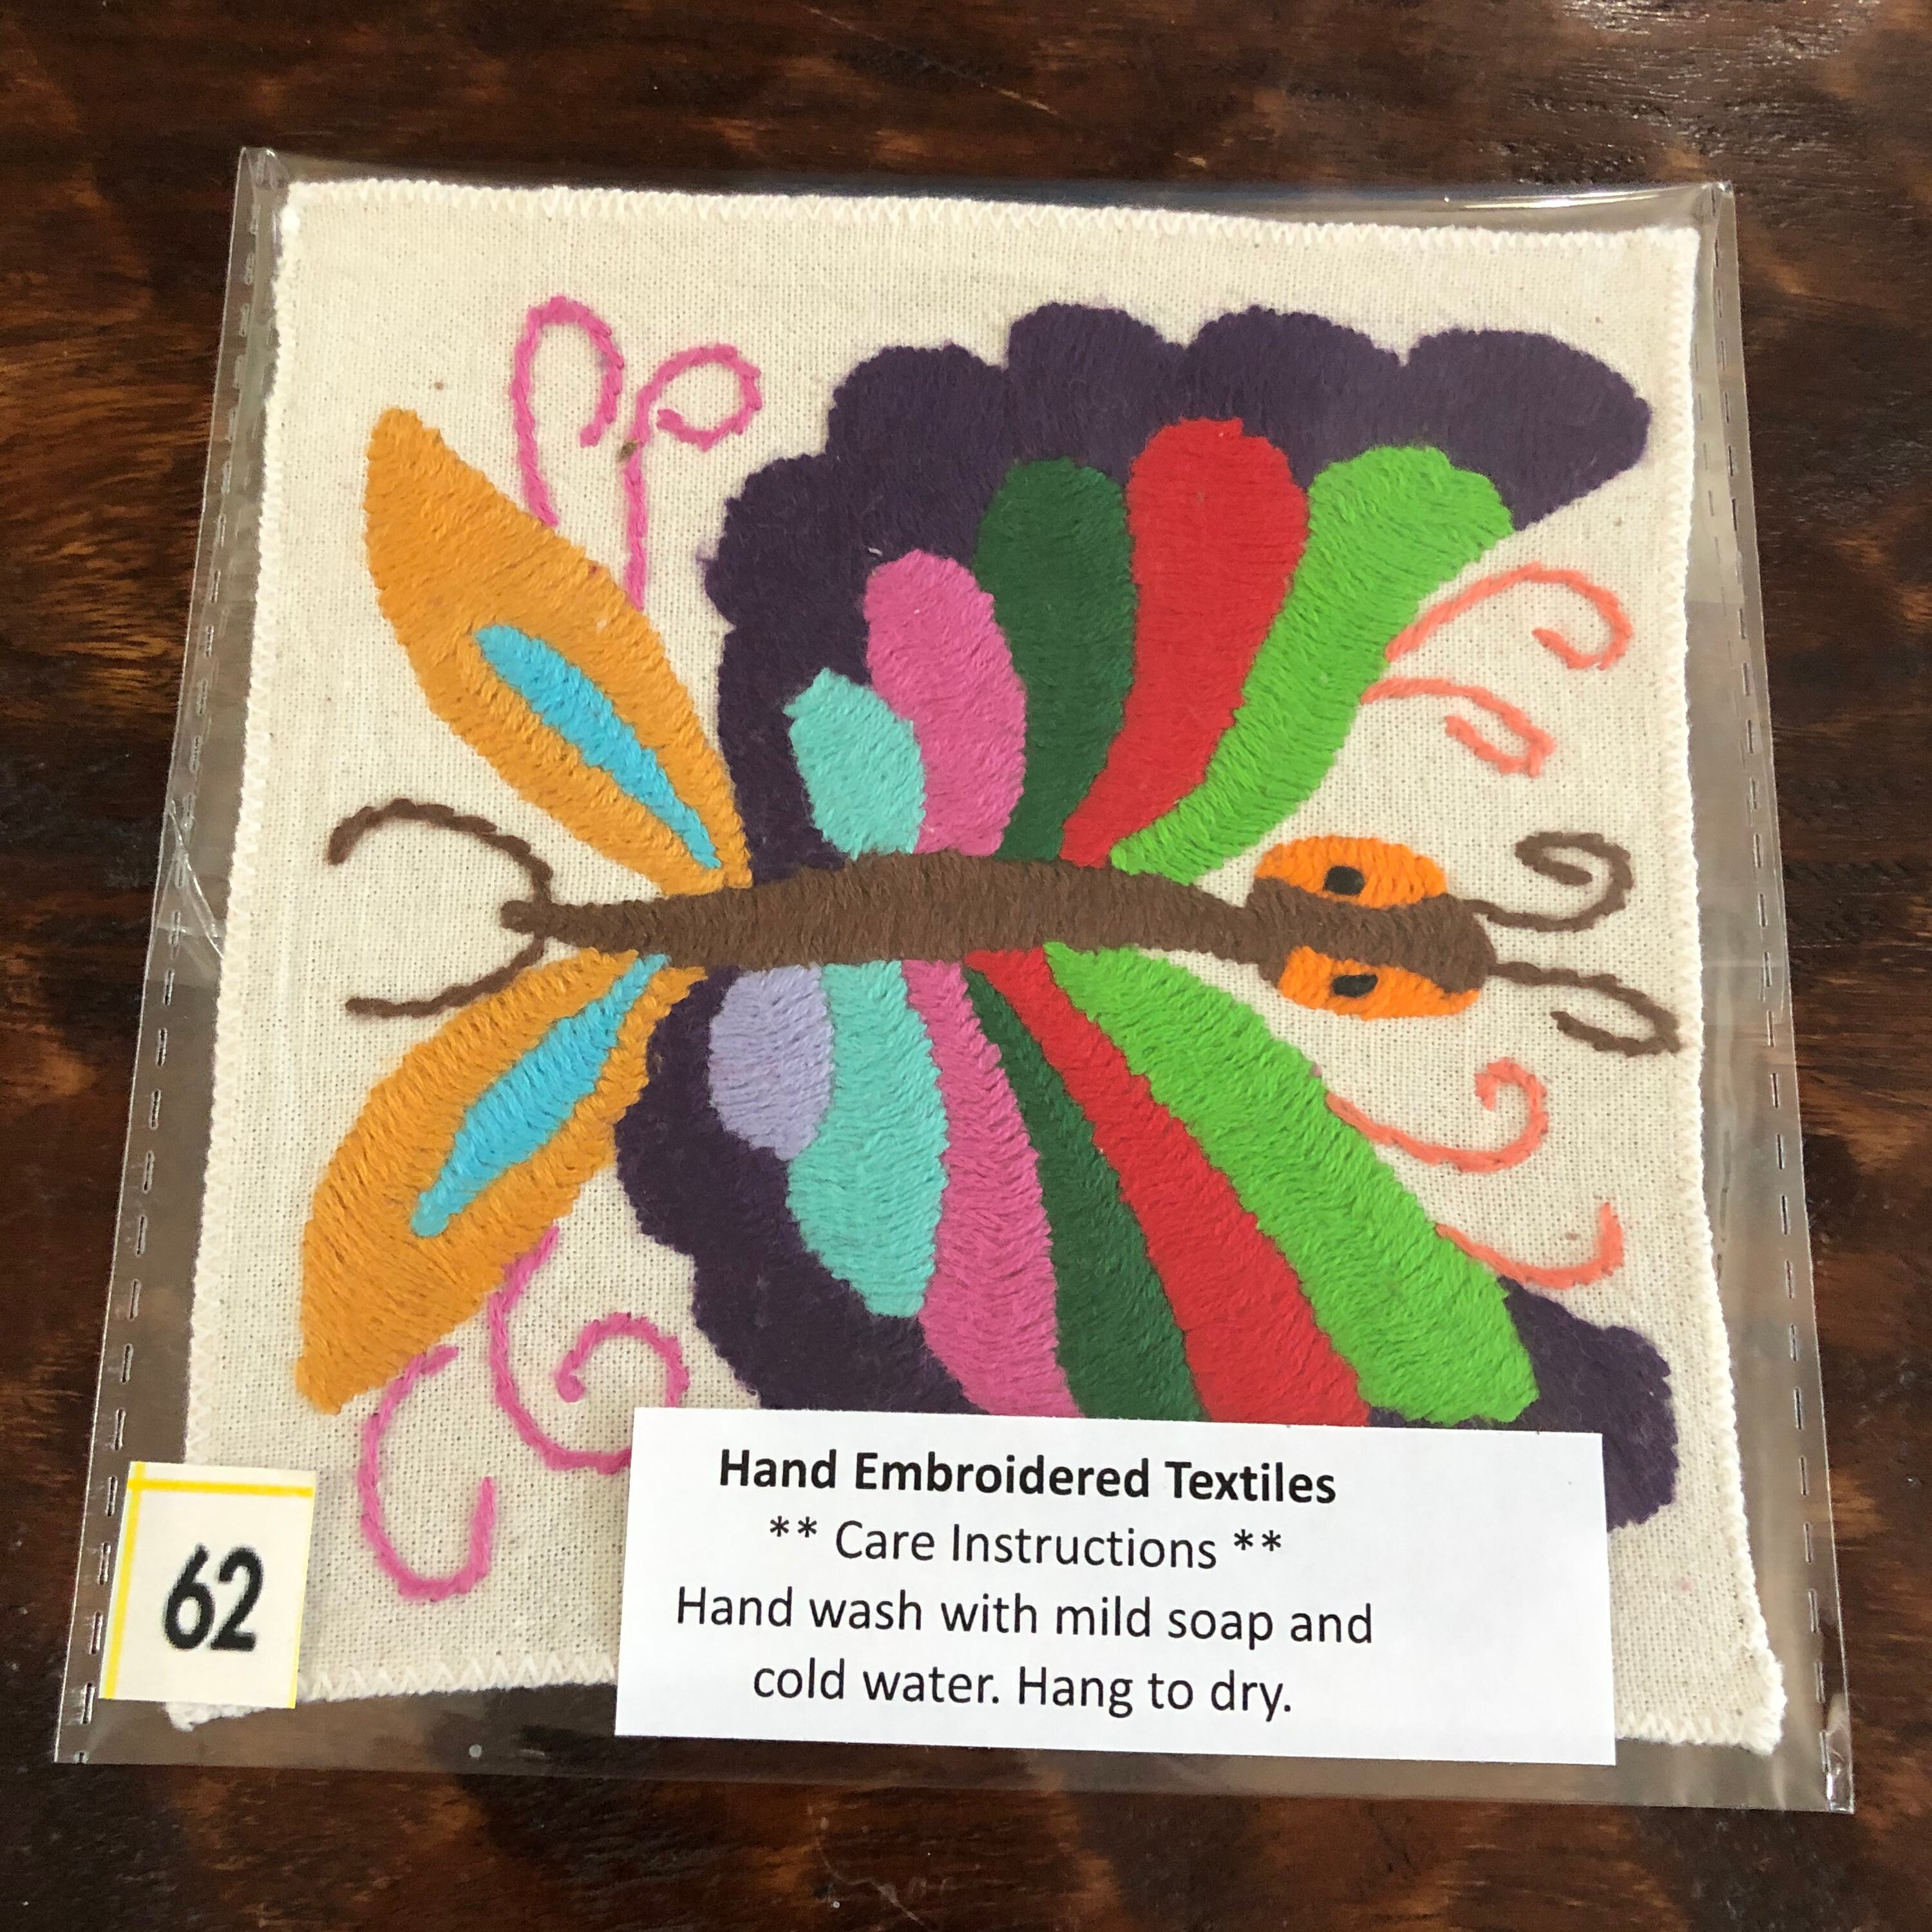 62
Hand Embroidered Textiles
** Care Instructions **
Hand wash with mild soap and
cold water. Hang to dry.